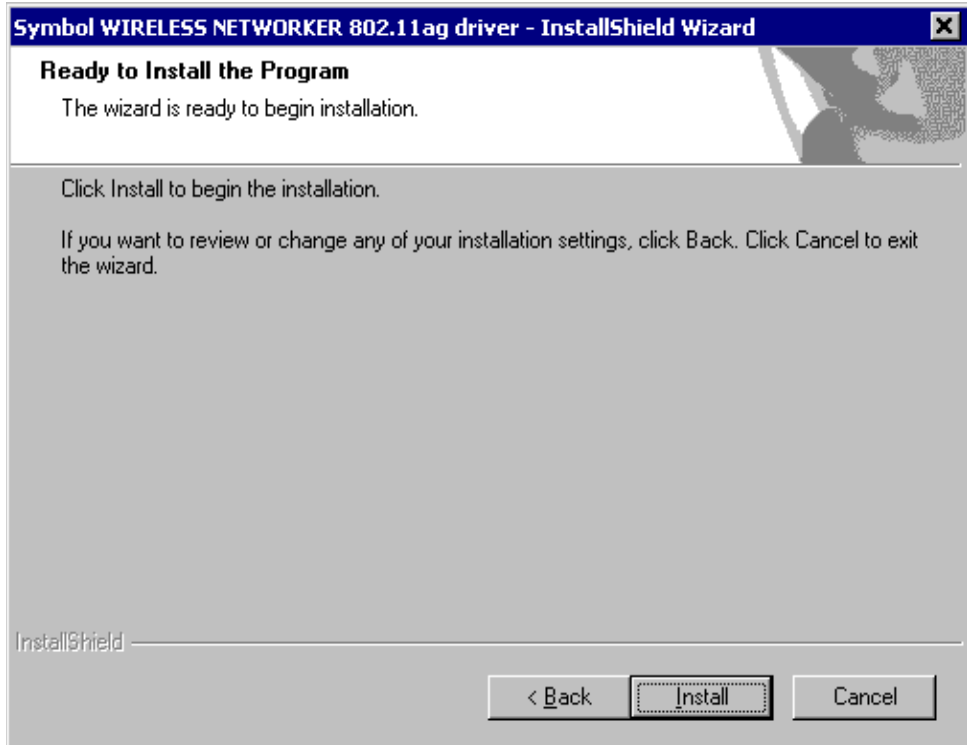 Symbol WIRELESS NETWORKER 802.11ag driver - InstallShield Wizard
Ready to Install the Program
The wizard is ready to begin installation.
Click Install to begin the installation.
If you want to review or change any of your installation settings, click Back. Click Cancel to exit
the wizard.
InstallShield
< Back
Install
Cancel